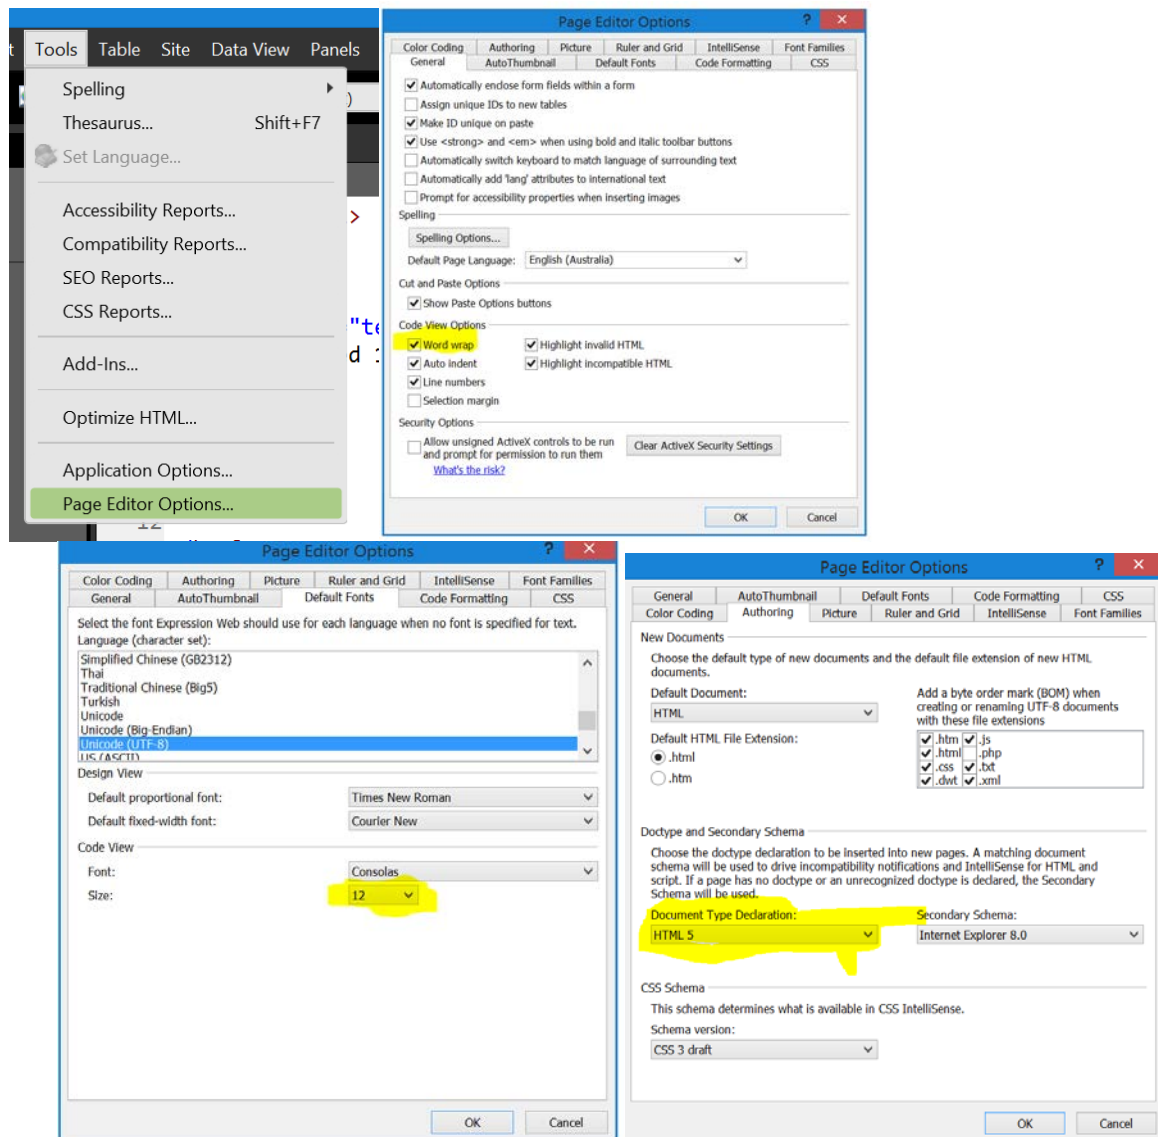 t Tools Table Site Data View Panels
Spelling
Thesaurus... Shift+F7
Set Language...
Accessibility Reports...
Compatibility Reports...
SEO Reports...
CSS Reports...
Add-Ins...
Optimize HTML...
Application Options...
Page Editor Options...
)
>
="te
d
12
Page Editor Options ?
Color Coding Authoring Picture Ruler and Grid IntelliSense Font Families
General AutoThumbnail Default Fonts Code Formatting CSS
Automatically enclose form fields within a form
Assign unique IDs to new tables
Make ID unique on paste
Use <strong> and <em> when using bold and italic toolbar buttons
Automatically switch keyboard to match language of surrounding text
Automatically add 'lang' attributes to international text
Prompt for accessibility properties when inserting images
Spelling
Spelling Options...
Default Page Language: English (Australia)
Cut and Paste Options
Show Paste Options buttons
Code View Options
Word wrap Highlight invalid HTML
Auto indent Highlight incompatible HTML
Line numbers
Selection margin
Security Options
Allow unsigned ActiveX controls to be run
and prompt for permission to run them
Clear ActiveX Security Settings
What's the risk?
OK Cancel
Page Editor Options ?
Color Coding Authoring Picture Ruler and Grid IntelliSense Font Families
General AutoThumbnail Default Fonts Code Formatting CSS
Select the font Expression Web should use for each language when no font is specified for text.
Language (character set):
Simplified Chinese (GB2312)
Thai
Traditional Chinese (Big5)
Turkish
Unicode
Unicode (Big-Endian)
Unicode (UTF-8)
US (ASCII)
Design View
Default proportional font: Times New Roman
Default fixed-width font: Courier New
Code View
Font: Consolas
Size: 12
OK Cancel
Page Editor Options ?
General AutoThumbnail Default Fonts Code Formatting CSS
Color Coding Authoring Picture Ruler and Grid IntelliSense Font Families
New Documents
Choose the default type of new documents and the default file extension of new HTML
documents.
Default Document:
HTML
Default HTML File Extension:
.html
.htm
Add a byte order mark (BOM) when
creating or renaming UTF-8 documents
with these file extensions
.htm .js
.html .php
.css .txt
.dwt .xml
Doctype and Secondary Schema
Choose the doctype declaration to be inserted into new pages. A matching document
schema will be used to drive incompatibility notifications and IntelliSense for HTML and
script. If a page has no doctype or an unrecognized doctype is declared, the Secondary
Schema will be used.
Document Type Declaration: Secondary Schema:
HTML 5 Internet Explorer 8.0
CSS Schema
This schema determines what is available in CSS IntelliSense.
Schema version:
CSS 3 draft
OK Cancel